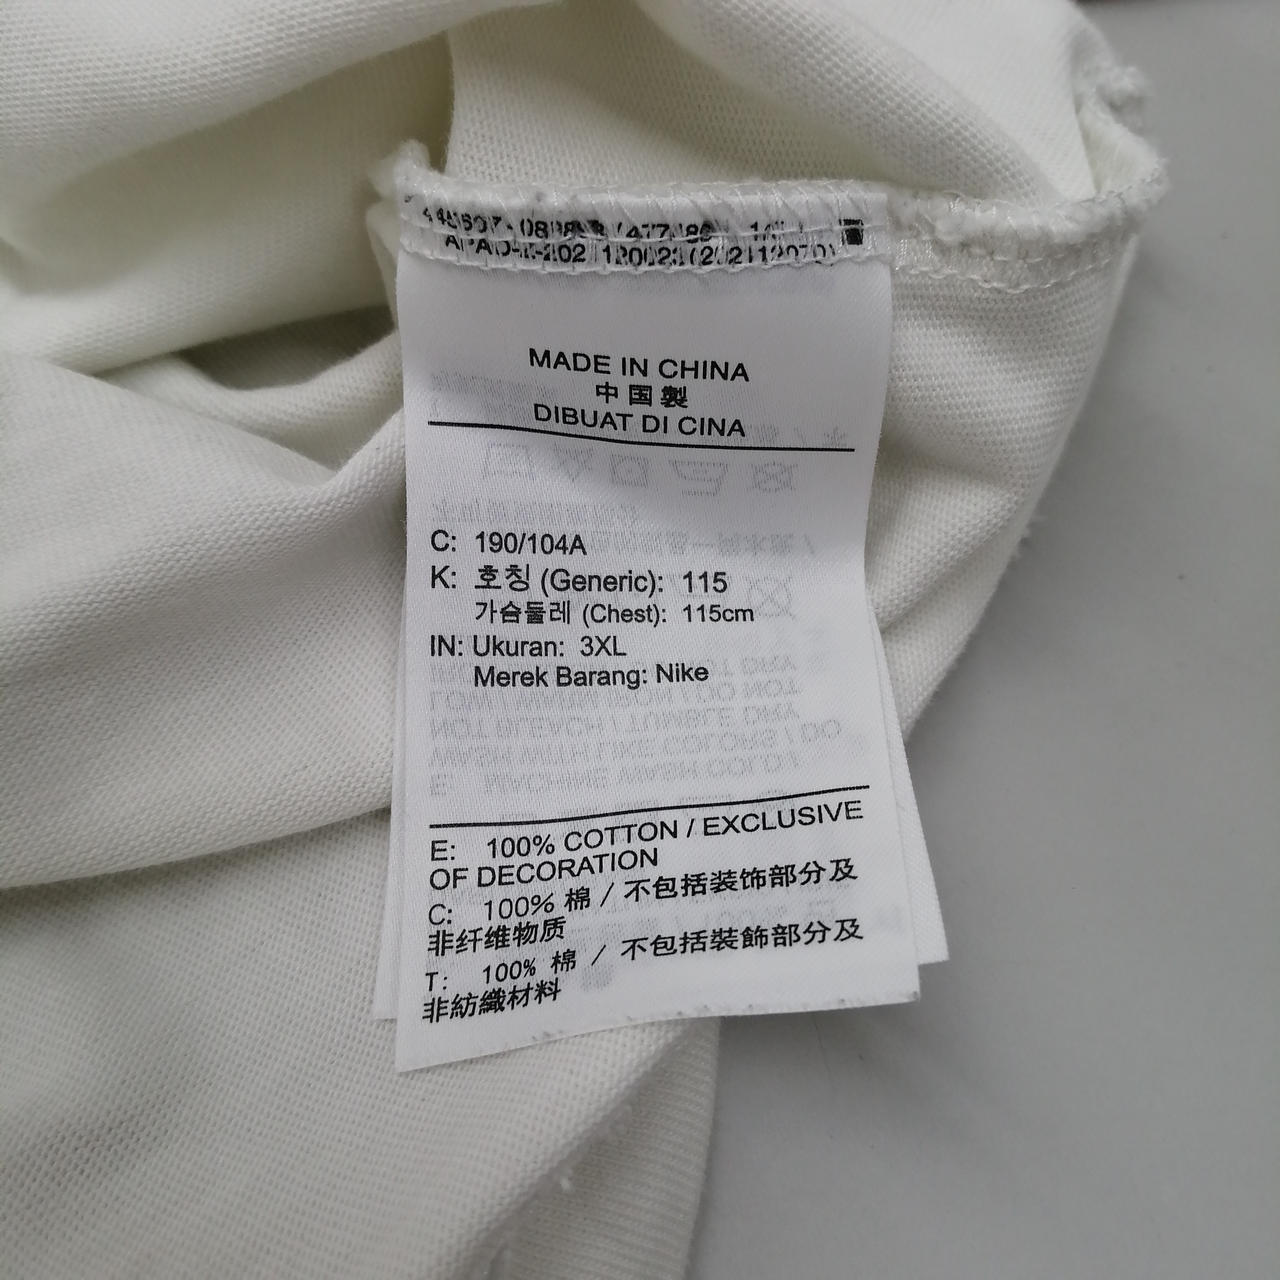 MADE IN CHINA
中国製
DIBUAT DI CINA
C: 190/104A
K: 호칭 (Generic): 115
가슴둘레 (Chest): 115cm
IN: Ukuran: 3XL
Merek Barang: Nike
E: 100% COTTON / EXCLUSIVE
OF DECORATION
C: 100% 棉 / 不包括装饰部分及
非纤维物质
T: 100% 棉 / 不包括裝飾部分及
非紡織材料